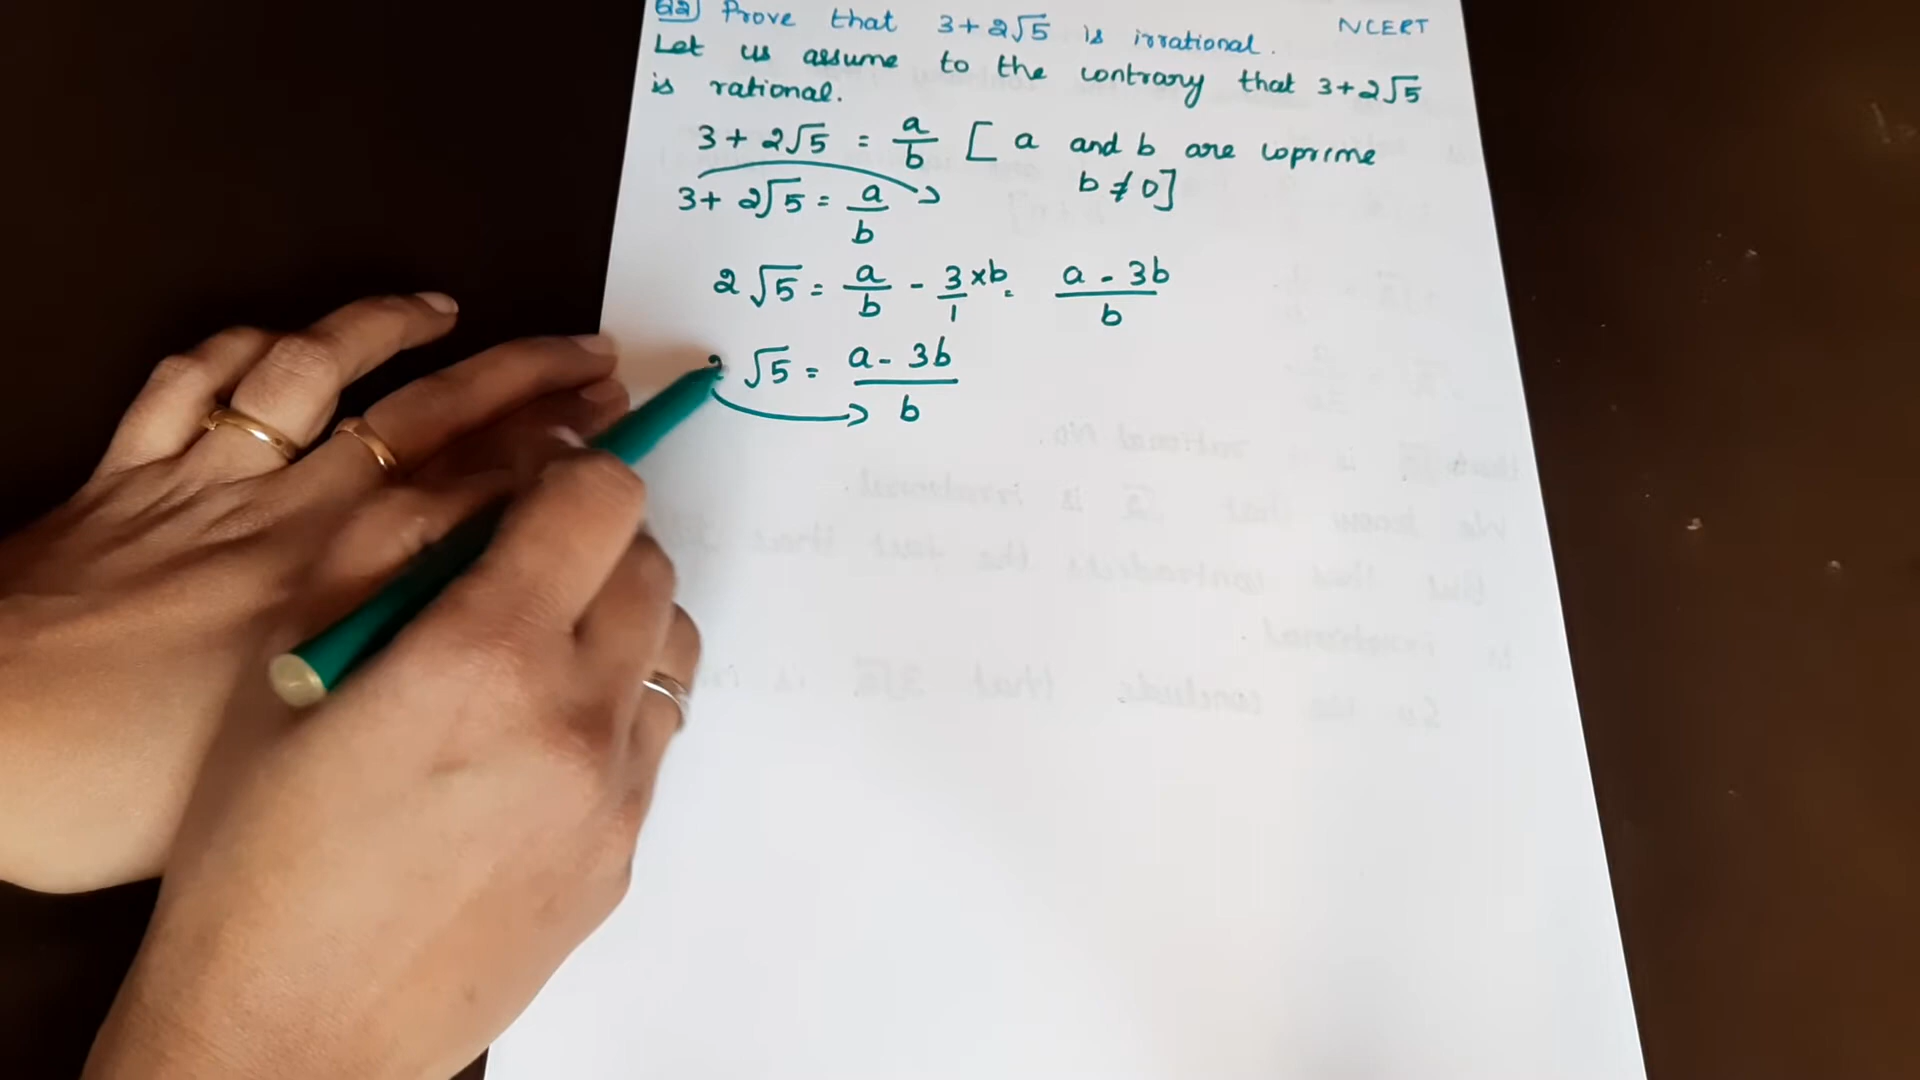 Q2) Prove that 3+2√5 is irrational. NCERT
Let us assume to the contrary that 3+2√5
is rational.
3 + 2√5 = a/b [ a and b are coprime
b ≠ 0]
3+ 2√5 = a/b
2 √5 = a/b - 3/1 ×b = a - 3b / b
2 √5 = a - 3b / b